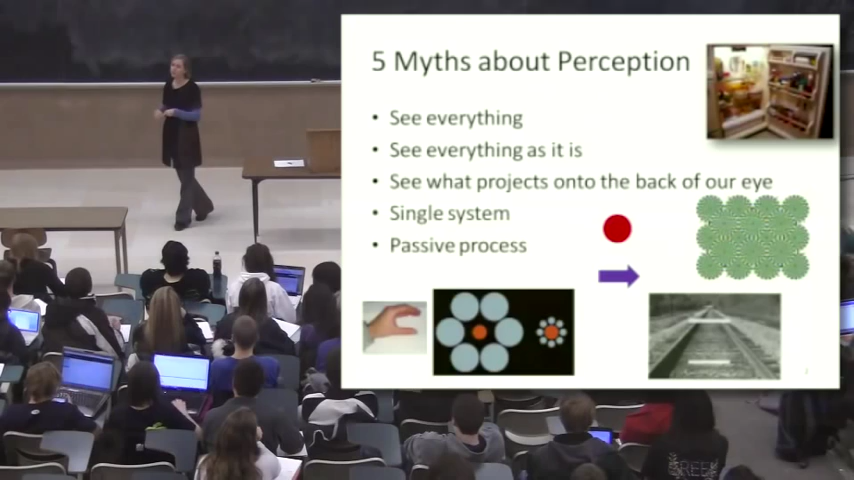 5 Myths about Perception
• See everything
• See everything as it is
• See what projects onto the back of our eye
• Single system
• Passive process